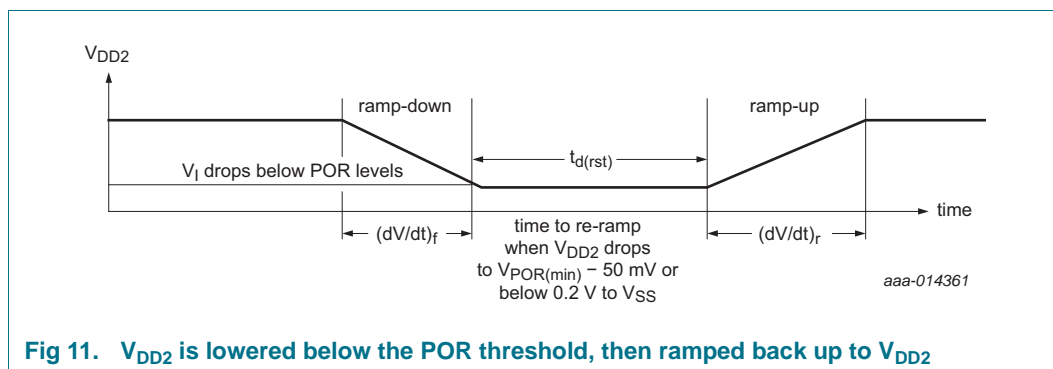 VDD2
ramp-down
ramp-up
td(rst)
VI drops below POR levels
time
(dV/dt)f
time to re-ramp
when VDD2 drops
to VPOR(min) − 50 mV or
below 0.2 V to VSS
(dV/dt)r
aaa-014361
Fig 11. VDD2 is lowered below the POR threshold, then ramped back up to VDD2